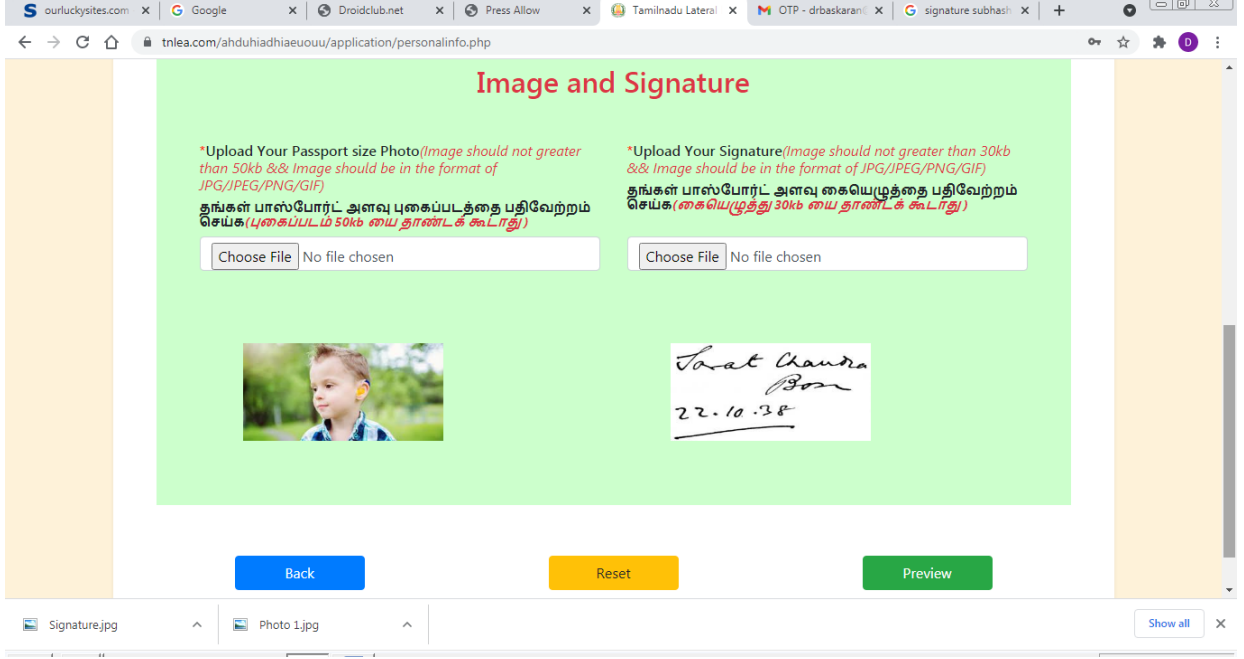 ourluckysites.com
Google
Droidclub.net
Press Allow
Tamilnadu Lateral
OTP - drbaskaran
signature subhash
tnlea.com/ahduhiadhiaeuouu/application/personalinfo.php
D
Image and Signature
*Upload Your Passport size Photo(Image should not greater
than 50kb && Image should be in the format of
JPG/JPEG/PNG/GIF)
தங்கள் பாஸ்போர்ட் அளவு புகைப்படத்தை பதிவேற்றம்
செய்க(புகைப்படம் 50kb யை தாண்டக் கூடாது)
Choose File No file chosen
*Upload Your Signature(Image should not greater than 30kb
&& Image should be in the format of JPG/JPEG/PNG/GIF)
தங்கள் பாஸ்போர்ட் அளவு கையெழுத்தை பதிவேற்றம்
செய்க(கையெழுத்து 30kb யை தாண்டக் கூடாது)
Choose File No file chosen
Sarat Chandra
Bose
22.10.38
Back
Reset
Preview
Signature.jpg
Photo 1.jpg
Show all